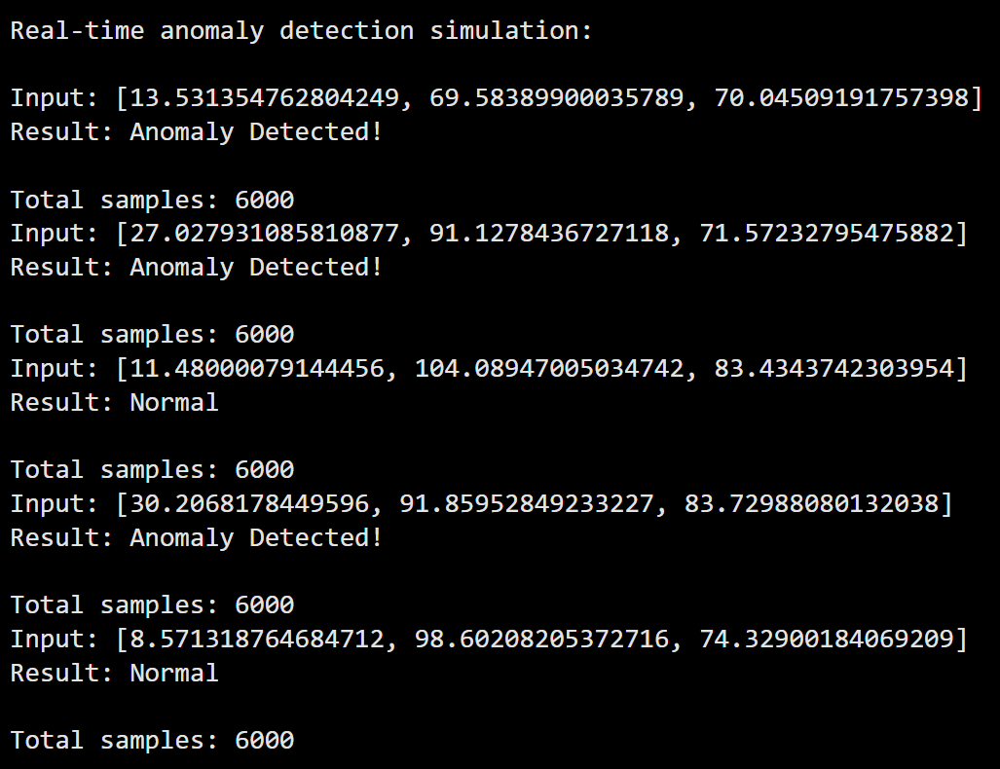 Real-time anomaly detection simulation:
Input: [13.531354762804249, 69.58389900035789, 70.04509191757398]
Result: Anomaly Detected!
Total samples: 6000
Input: [27.027931085810877, 91.1278436727118, 71.57232795475882]
Result: Anomaly Detected!
Total samples: 6000
Input: [11.48000079144456, 104.08947005034742, 83.4343742303954]
Result: Normal
Total samples: 6000
Input: [30.2068178449596, 91.85952849233227, 83.72988080132038]
Result: Anomaly Detected!
Total samples: 6000
Input: [8.571318764684712, 98.60208205372716, 74.32900184069209]
Result: Normal
Total samples: 6000